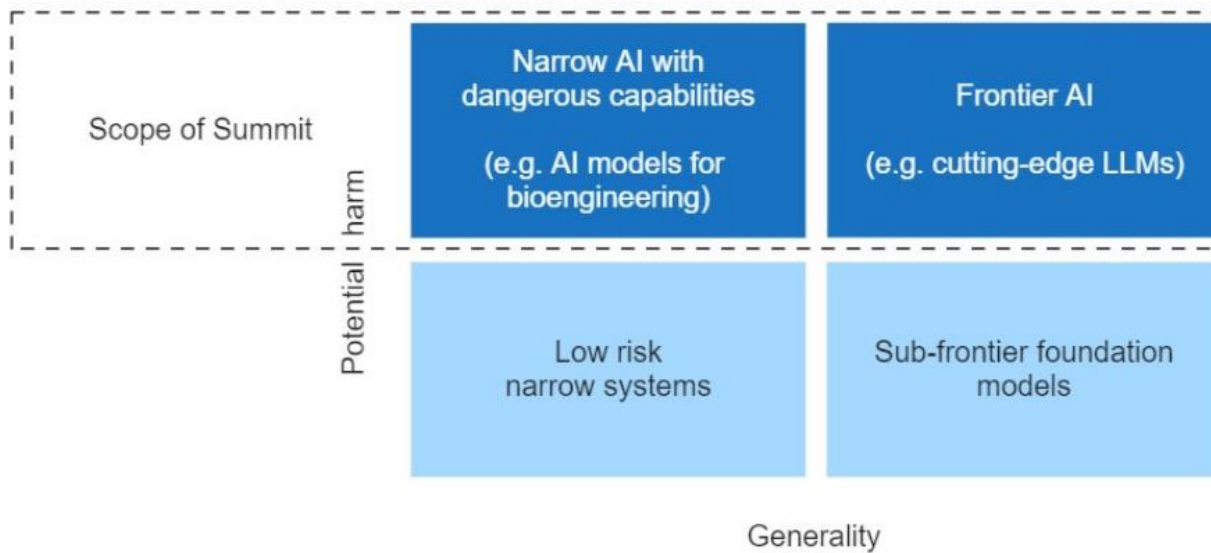 Scope of Summit
Narrow AI with
dangerous capabilities
(e.g. AI models for
bioengineering)
Frontier AI
(e.g. cutting-edge LLMs)
Potential harm
Low risk
narrow systems
Sub-frontier foundation
models
Generality